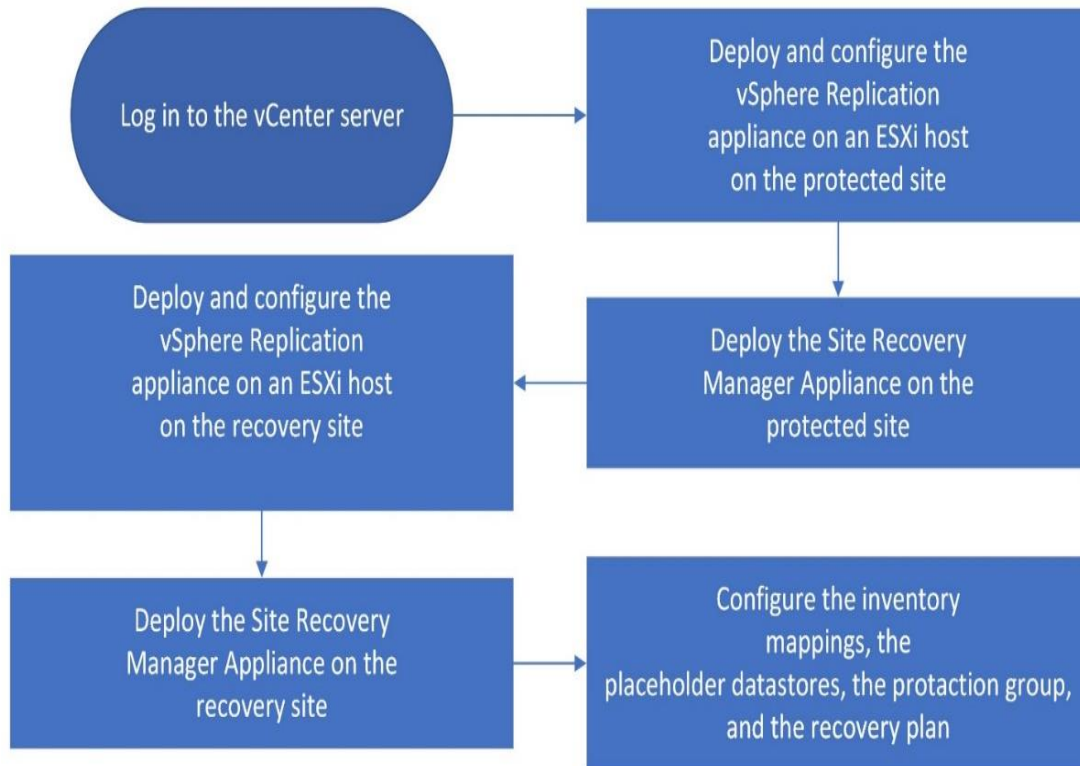 Log in to the vCenter server
Deploy and configure the
vSphere Replication
appliance on an ESXi host
on the protected site
Deploy the Site Recovery
Manager Appliance on the
protected site
Deploy and configure the
vSphere Replication
appliance on an ESXi host
on the recovery site
Deploy the Site Recovery
Manager Appliance on the
recovery site
Configure the inventory
mappings, the
placeholder datastores, the protaction group,
and the recovery plan